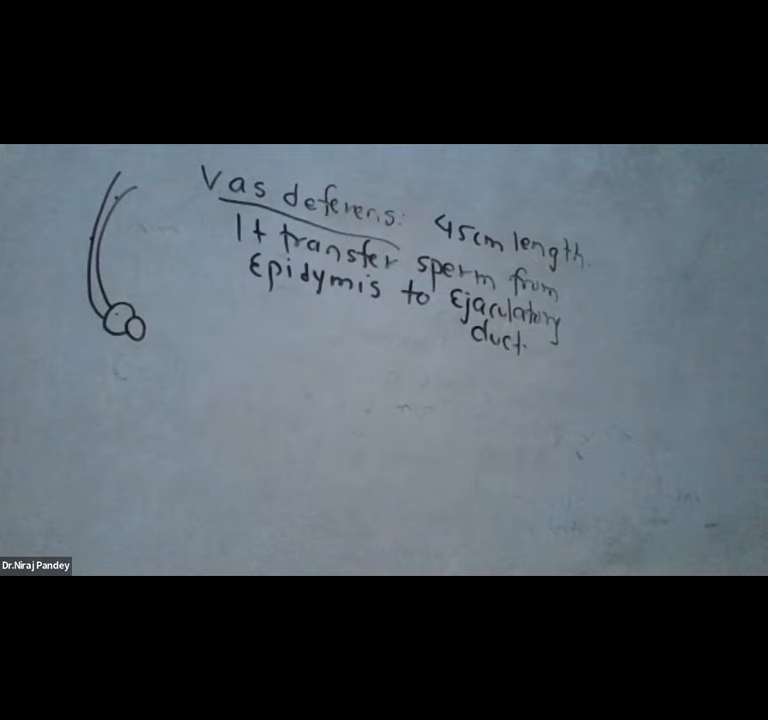 Vas deferens: 45cm length.
It transfer sperm from
Epidymis to Ejaculatory
duct.
Dr.Niraj Pandey